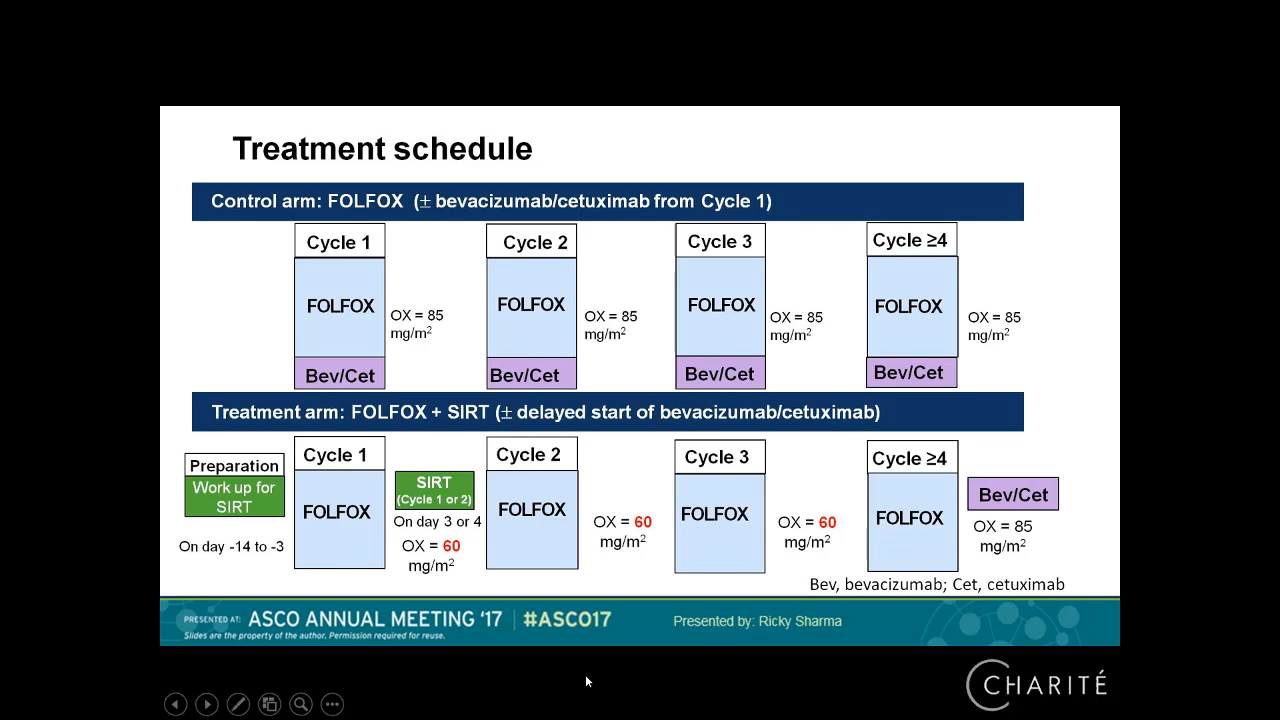 Treatment schedule
Control arm: FOLFOX (± bevacizumab/cetuximab from Cycle 1)
Cycle 1
FOLFOX
Bev/Cet
OX = 85
mg/m²
Cycle 2
FOLFOX
Bev/Cet
OX = 85
mg/m²
Cycle 3
FOLFOX
Bev/Cet
OX = 85
mg/m²
Cycle ≥4
FOLFOX
Bev/Cet
OX = 85
mg/m²
Treatment arm: FOLFOX + SIRT (± delayed start of bevacizumab/cetuximab)
Preparation
Work up for
SIRT
On day -14 to -3
Cycle 1
FOLFOX
SIRT
(Cycle 1 or 2)
On day 3 or 4
OX = 60
mg/m²
Cycle 2
FOLFOX
OX = 60
mg/m²
Cycle 3
FOLFOX
OX = 60
mg/m²
Cycle ≥4
FOLFOX
Bev/Cet
OX = 85
mg/m²
Bev, bevacizumab; Cet, cetuximab
PRESENTED AT: ASCO ANNUAL MEETING '17 | #ASCO17
Slides are the property of the author. Permission required for reuse.
Presented by: Ricky Sharma
CHARITÉ